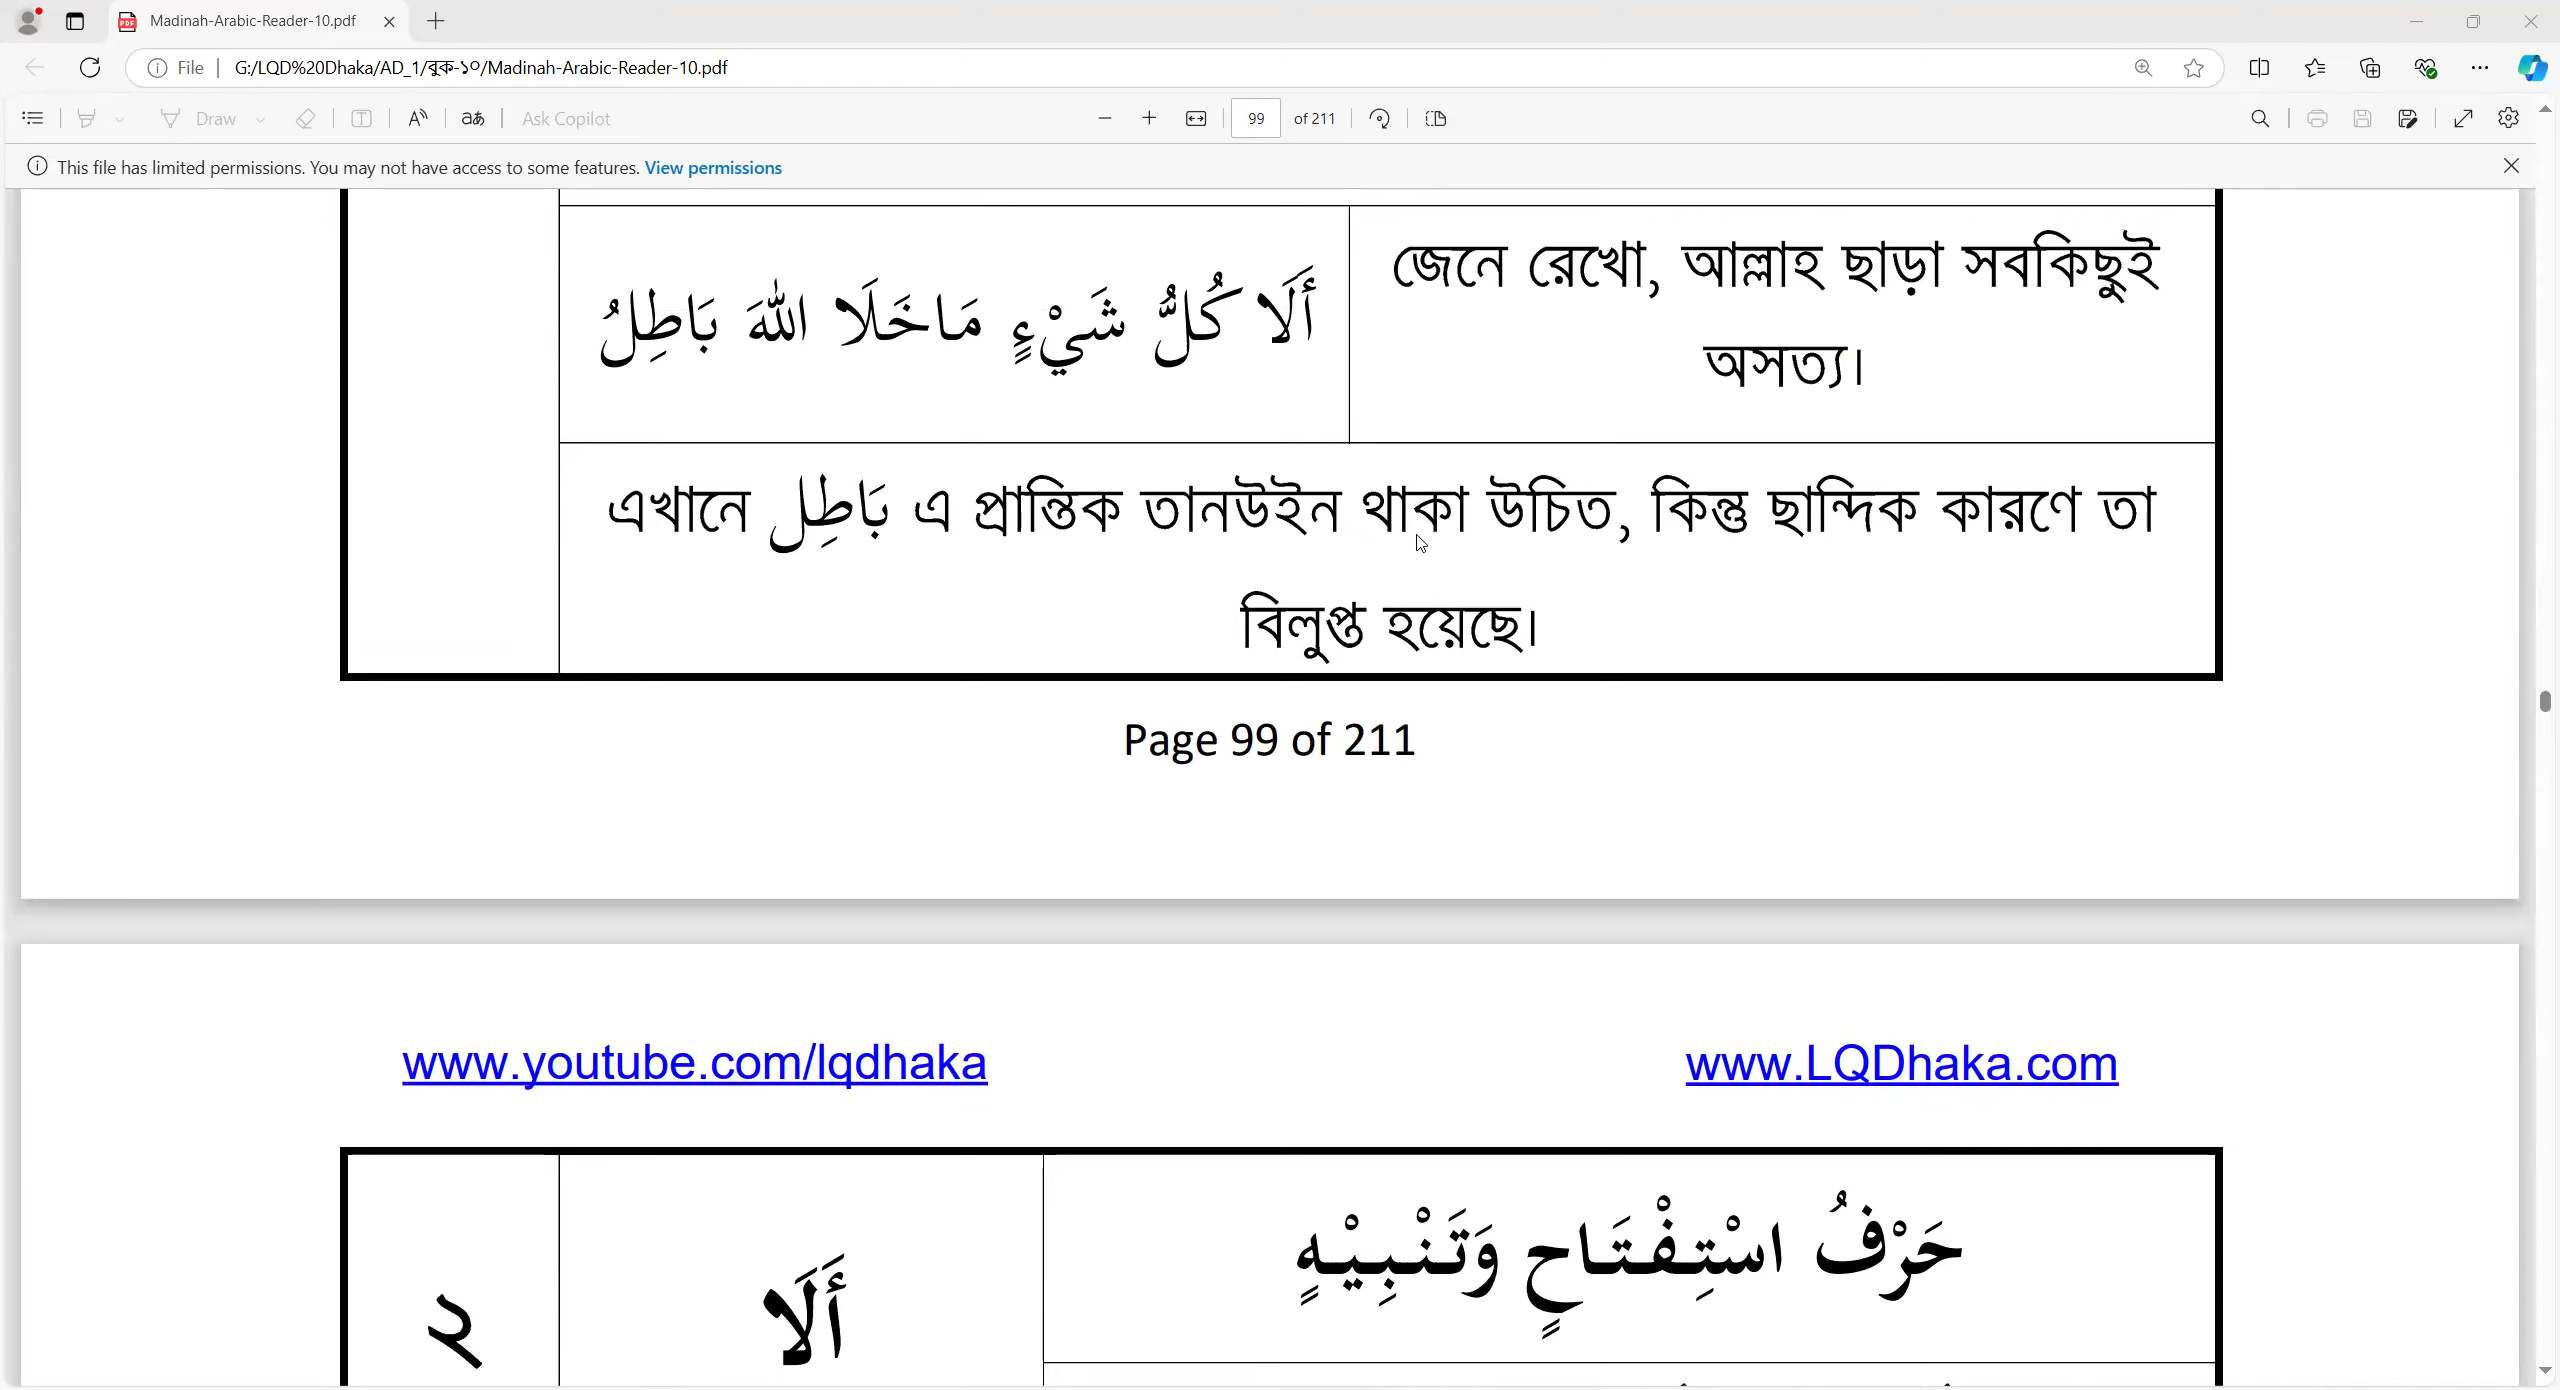 Madinah-Arabic-Reader-10.pdf
File
G:/LQD%20Dhaka/AD_1/বুক-১০/Madinah-Arabic-Reader-10.pdf
Draw
Ask Copilot
99 of 211
This file has limited permissions. You may not have access to some features. View permissions
أَلَا كُلُّ شَيْءٍ مَاخَلَا اللهَ بَاطِلُ
জেনে রেখো, আল্লাহ ছাড়া সবকিছুই
অসত্য।
এখানে بَاطِل এ প্রান্তিক তানউইন থাকা উচিত, কিন্তু ছান্দিক কারণে তা
বিলুপ্ত হয়েছে।
Page 99 of 211
www.youtube.com/lqdhaka
www.LQDhaka.com
২
أَلَا
حَرْفُ اسْتِفْتَاحٍ وَتَنْبِيْهٍ